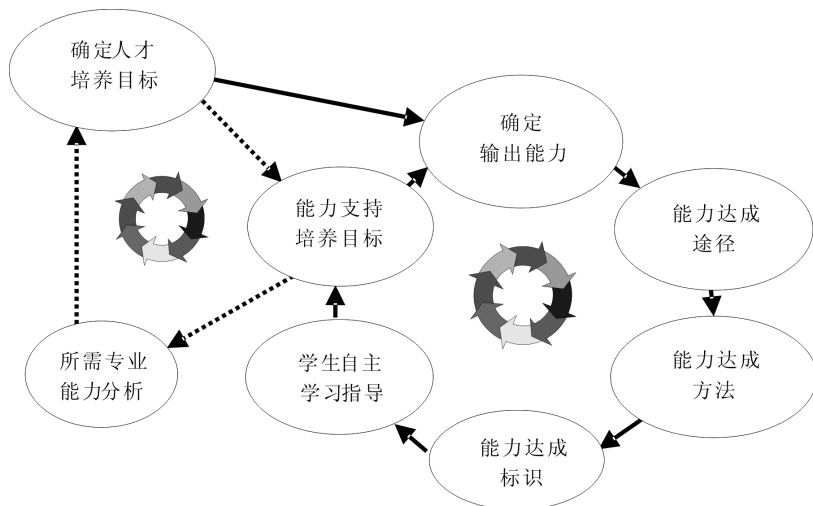 确定人才
培养目标
确定
输出能力
能力支持
培养目标
能力达成
途径
所需专业
能力分析
学生自主
学习指导
能力达成
方法
能力达成
标识